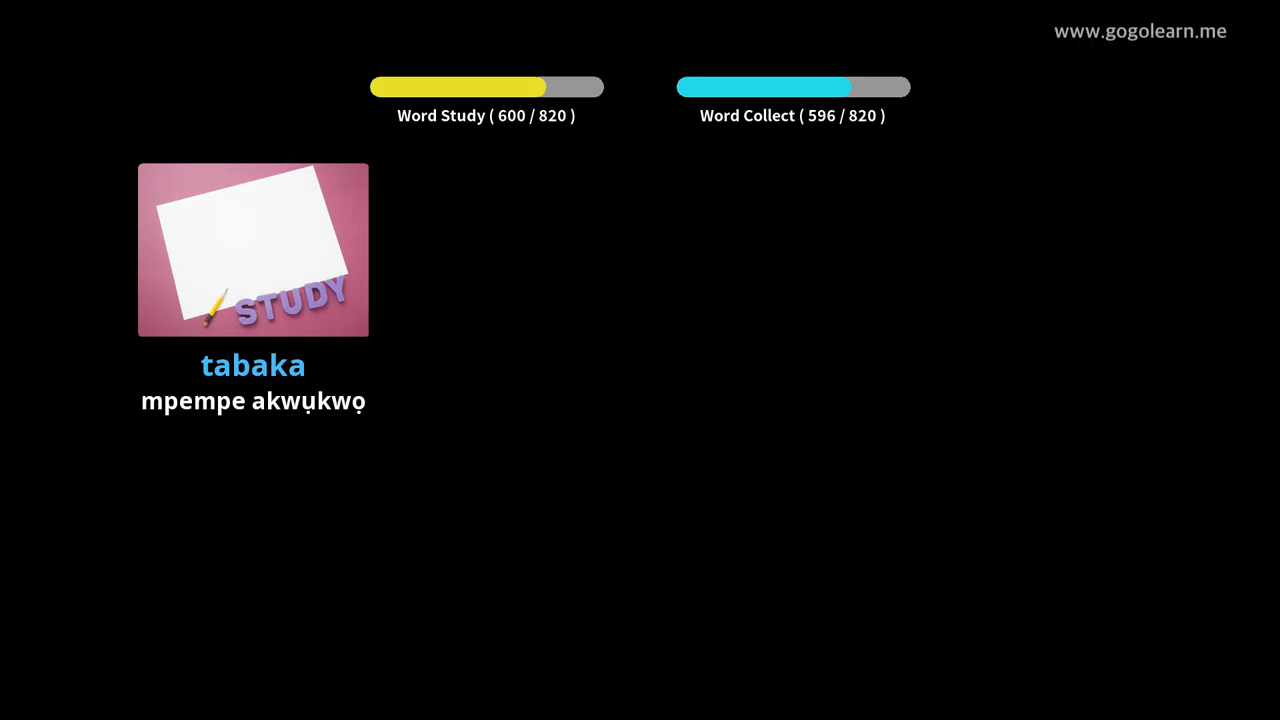 www.gogolearn.me
Word Study ( 600 / 820 )
Word Collect ( 596 / 820 )
STUDY
tabaka
mpempe akwụkwọ